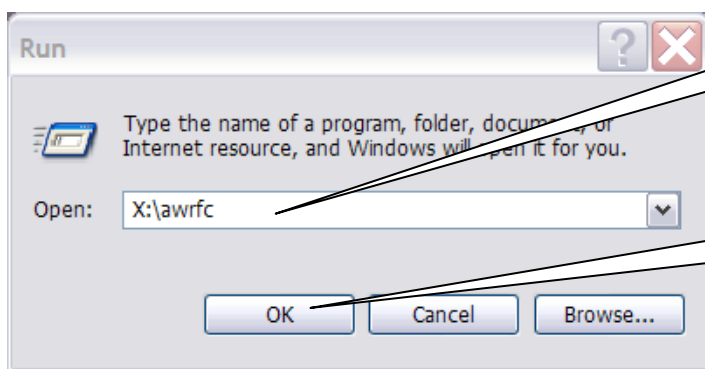 Run
Type the name of a program, folder, document, or
Internet resource, and Windows will open it for you.
Open: X:\awrfc
OK Cancel Browse...